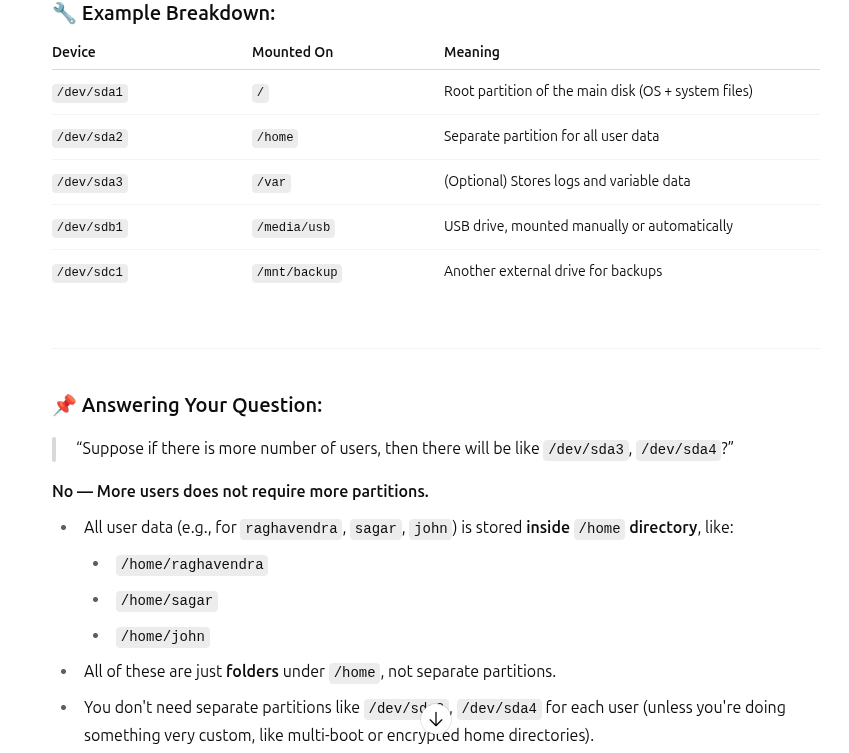 🔧 Example Breakdown:
Device Mounted On Meaning
/dev/sda1 / Root partition of the main disk (OS + system files)
/dev/sda2 /home Separate partition for all user data
/dev/sda3 /var (Optional) Stores logs and variable data
/dev/sdb1 /media/usb USB drive, mounted manually or automatically
/dev/sdc1 /mnt/backup Another external drive for backups
📌 Answering Your Question:
“Suppose if there is more number of users, then there will be like /dev/sda3, /dev/sda4?”
No — More users does not require more partitions.
All user data (e.g., for raghavendra, sagar, john) is stored inside /home directory, like:
/home/raghavendra
/home/sagar
/home/john
All of these are just folders under /home, not separate partitions.
You don't need separate partitions like , /dev/sda4 for each user (unless you're doing
something very custom, like multi-boot or encrypted home directories).